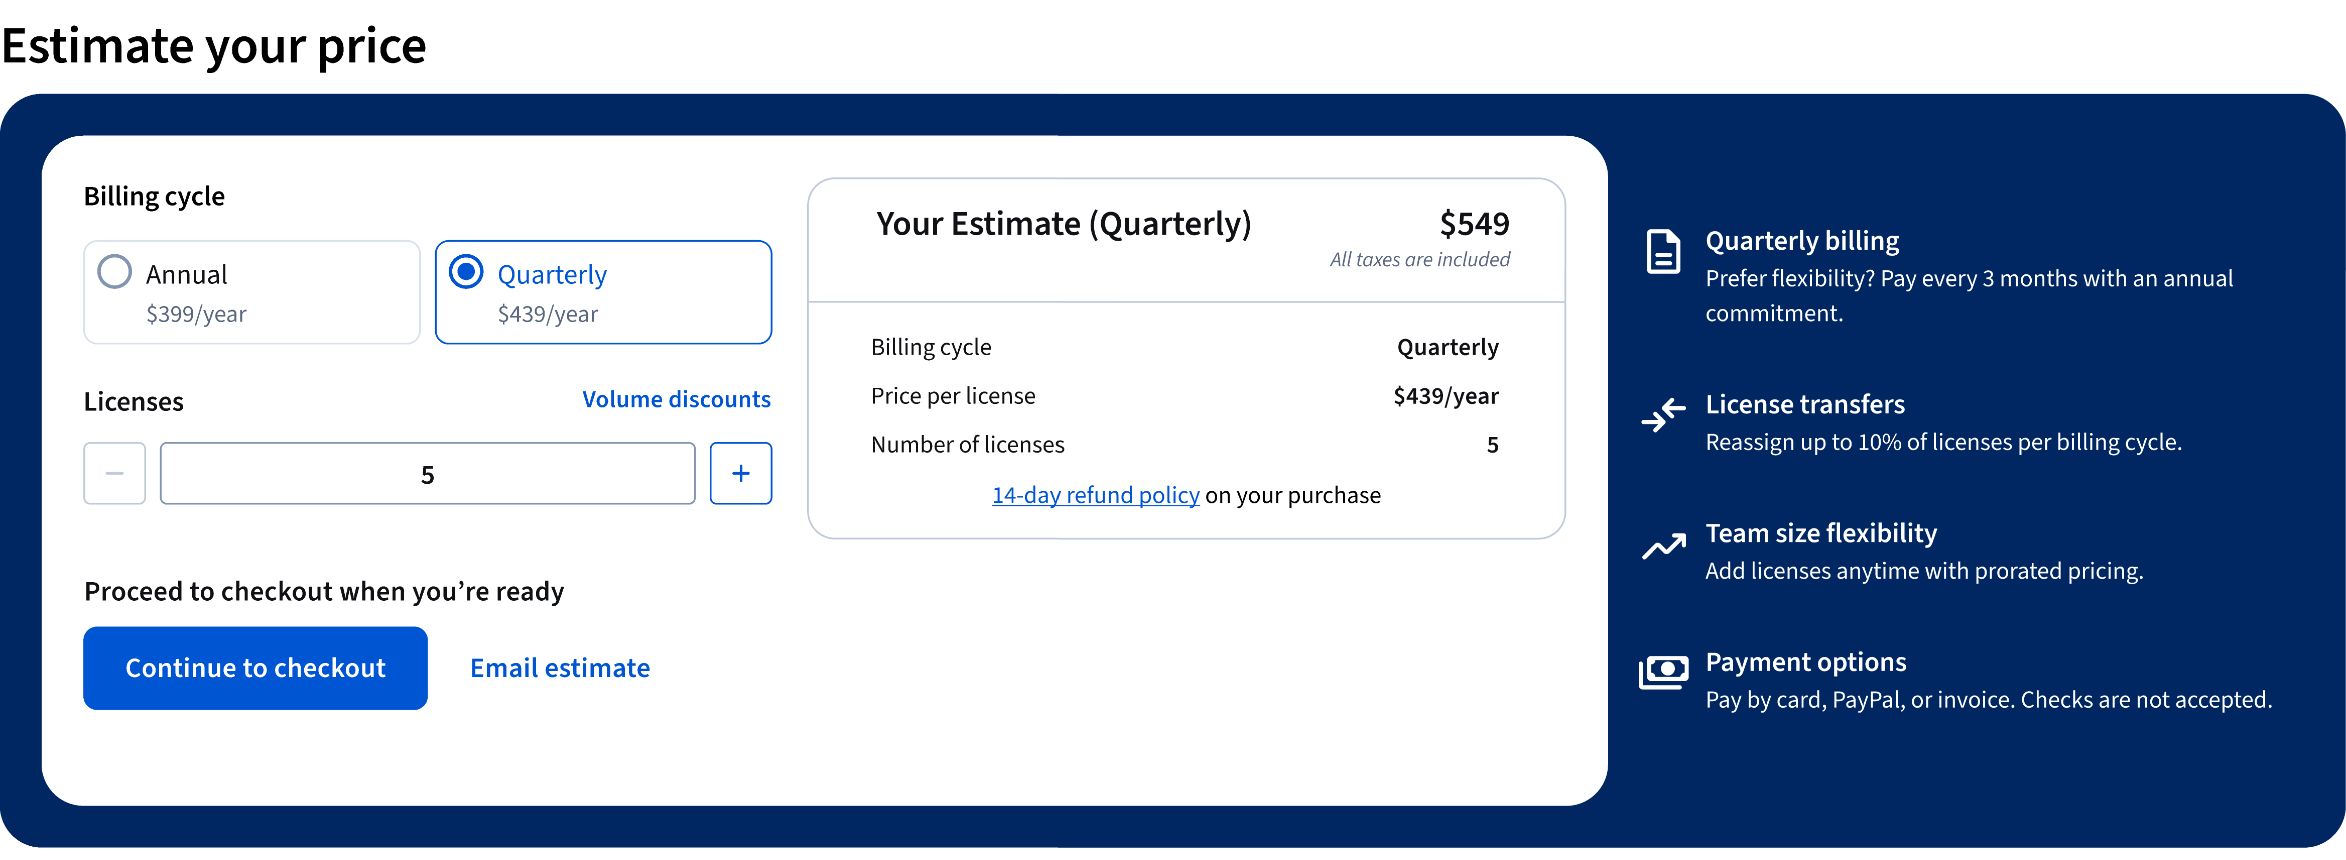 Estimate your price
Billing cycle
Annual
$399/year
Quarterly
$439/year
Licenses
Volume discounts
−
5
+
Proceed to checkout when you’re ready
Continue to checkout
Email estimate
Your Estimate (Quarterly)
$549
All taxes are included
Billing cycle
Quarterly
Price per license
$439/year
Number of licenses
5
14-day refund policy on your purchase
Quarterly billing
Prefer flexibility? Pay every 3 months with an annual
commitment.
License transfers
Reassign up to 10% of licenses per billing cycle.
Team size flexibility
Add licenses anytime with prorated pricing.
Payment options
Pay by card, PayPal, or invoice. Checks are not accepted.